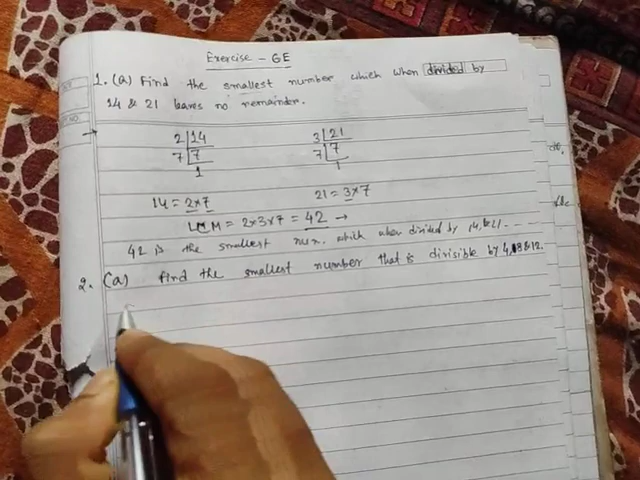 Exercise - 6E
1. (a) Find the smallest number which when divided by
14 & 21 leaves no remainder.
2 14 3 21
7 7 7 7
1 1
14 = 2×7 21 = 3×7
LCM = 2×3×7 = 42 →
42 is the smallest num. which when divided by 14, & 21. - -
2. (a) Find the smallest number that is divisible by 4, & 12.